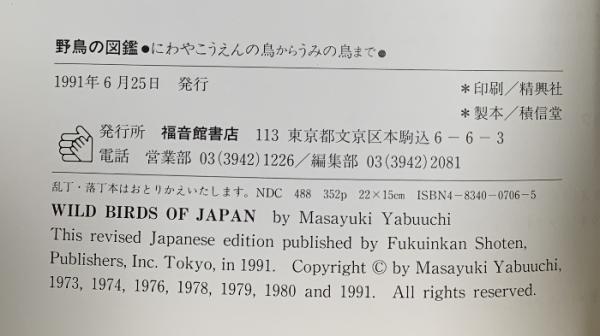 野鳥の図鑑●にわやこうえんの鳥からうみの鳥まで●
1991年6月25日 発行 *印刷/精興社
*製本/積信堂
発行所 福音館書店 113 東京都文京区本駒込6-6-3
電話 営業部 03(3942)1226/編集部 03(3942)2081
乱丁・落丁本はおとりかえいたします。NDC 488 352p 22×15cm ISBN4-8340-0706-5
WILD BIRDS OF JAPAN by Masayuki Yabuuchi
This revised Japanese edition published by Fukuinkan Shoten,
Publishers, Inc. Tokyo, in 1991. Copyright © by Masayuki Yabuuchi,
1973, 1974, 1976, 1978, 1979, 1980 and 1991. All rights reserved.